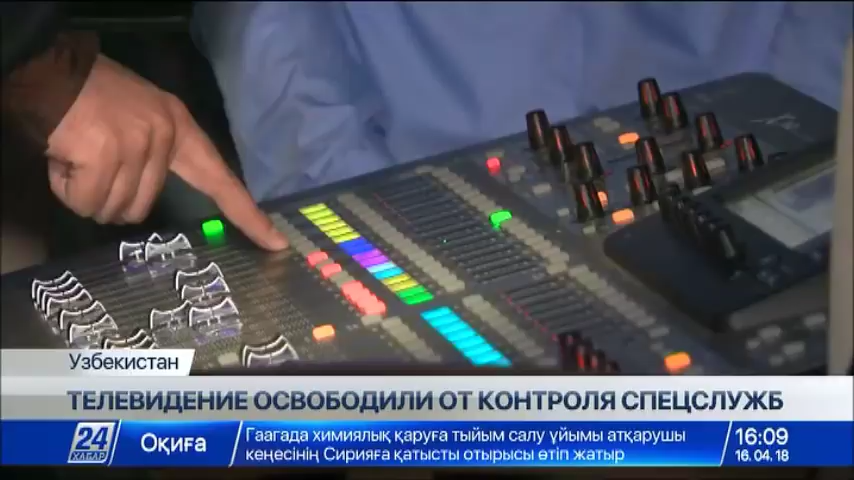 Узбекистан
ТЕЛЕВИДЕНИЕ ОСВОБОДИЛИ ОТ КОНТРОЛЯ СПЕЦСЛУЖБ
24
ХАБАР
Оқиға
Гаагада химиялық қаруға тыйым салу ұйымы атқарушы
кеңесінің Сирияға қатысты отырысы өтіп жатыр
16:09
16.04.18